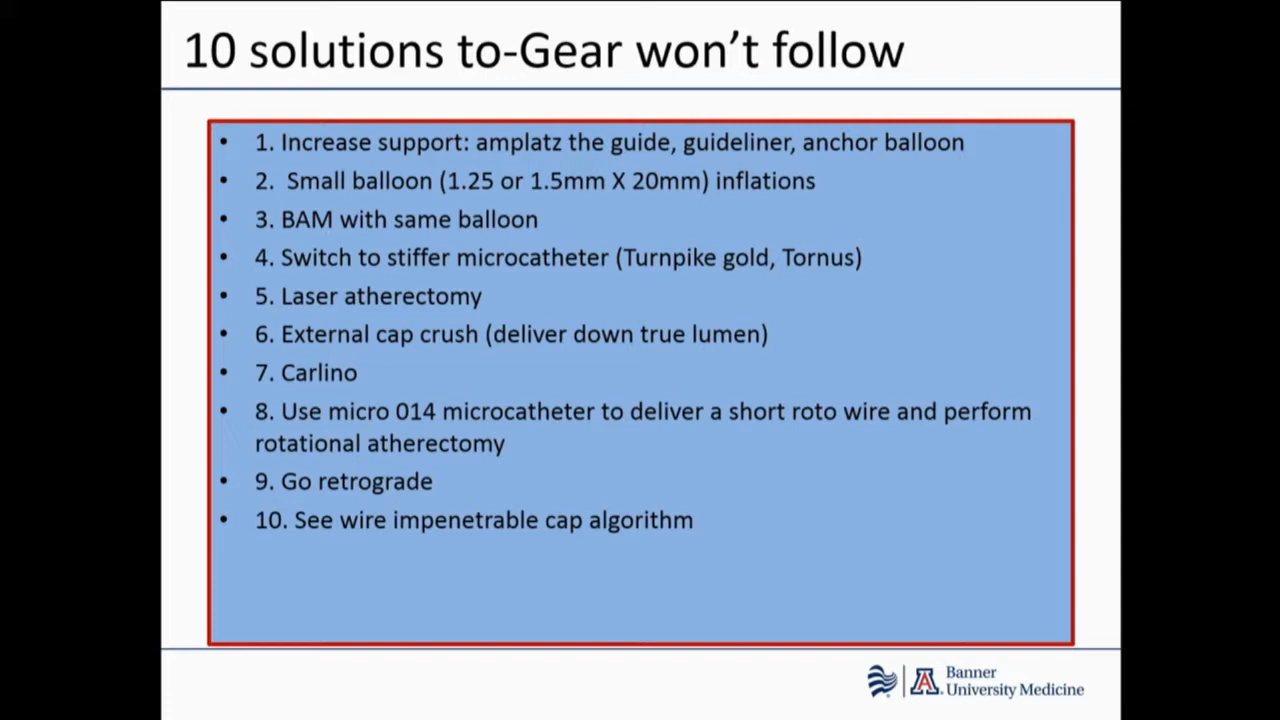 10 solutions to-Gear won’t follow
• 1. Increase support: amplatz the guide, guideliner, anchor balloon
• 2. Small balloon (1.25 or 1.5mm X 20mm) inflations
• 3. BAM with same balloon
• 4. Switch to stiffer microcatheter (Turnpike gold, Tornus)
• 5. Laser atherectomy
• 6. External cap crush (deliver down true lumen)
• 7. Carlino
• 8. Use micro 014 microcatheter to deliver a short roto wire and perform
rotational atherectomy
• 9. Go retrograde
• 10. See wire impenetrable cap algorithm
A
Banner
University Medicine